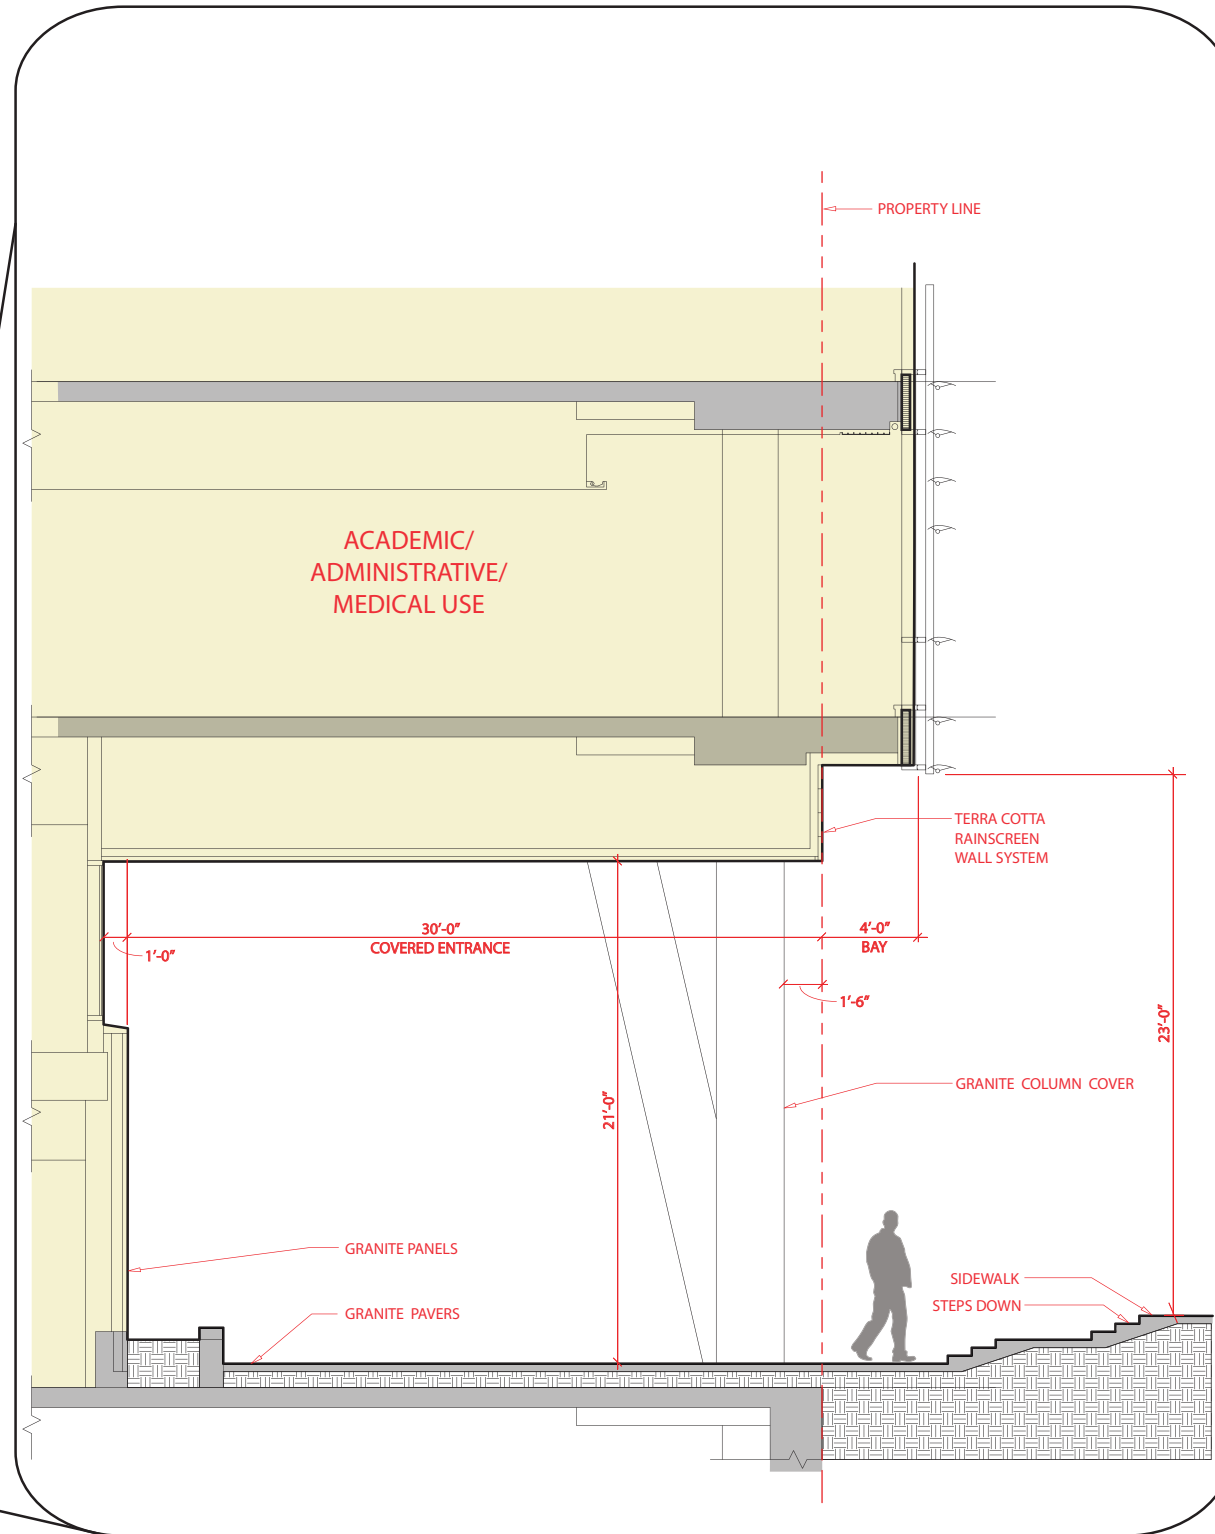 PROPERTY LINE
ACADEMIC/
ADMINISTRATIVE/
MEDICAL USE
TERRA COTTA
RAINSCREEN
WALL SYSTEM
30'-0"
COVERED ENTRANCE
4'-0"
BAY
1'-0"
1'-6"
23'-0"
GRANITE COLUMN COVER
21'-0"
GRANITE PANELS
SIDEWALK
STEPS DOWN
GRANITE PAVERS